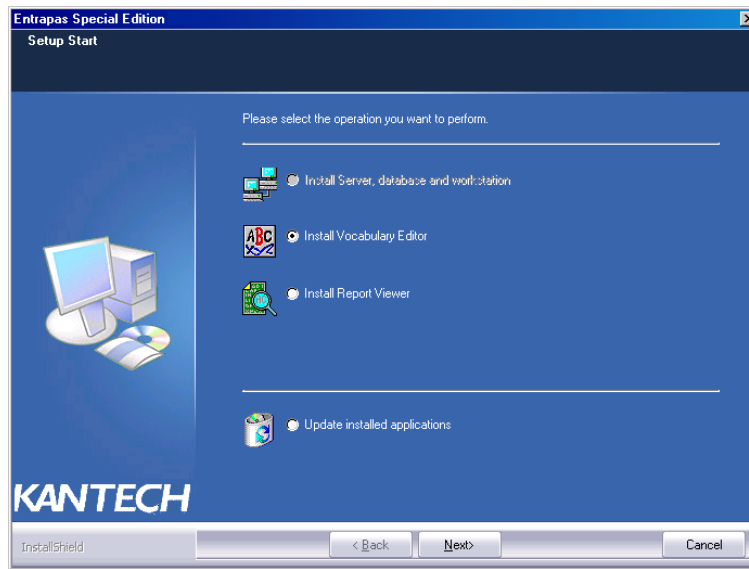 Entrapas Special Edition
Setup Start
Please select the operation you want to perform.
Install Server, database and workstation
ABC
Install Vocabulary Editor
Install Report Viewer
Update installed applications
KANTECH
InstallShield
< Back
Next>
Cancel